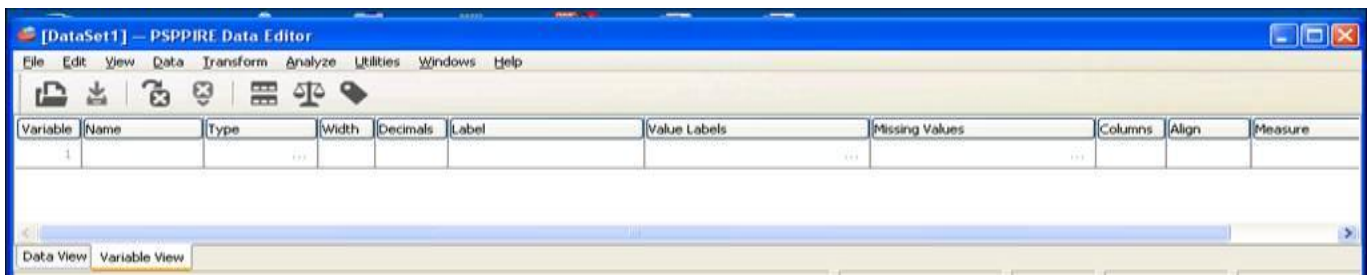 [DataSet1] — PSPPIRE Data Editor
File Edit View Data Transform Analyze Utilities Windows Help
Variable Name Type Width Decimals Label Value Labels Missing Values Columns Align Measure
1 ... ... ...
Data View Variable View